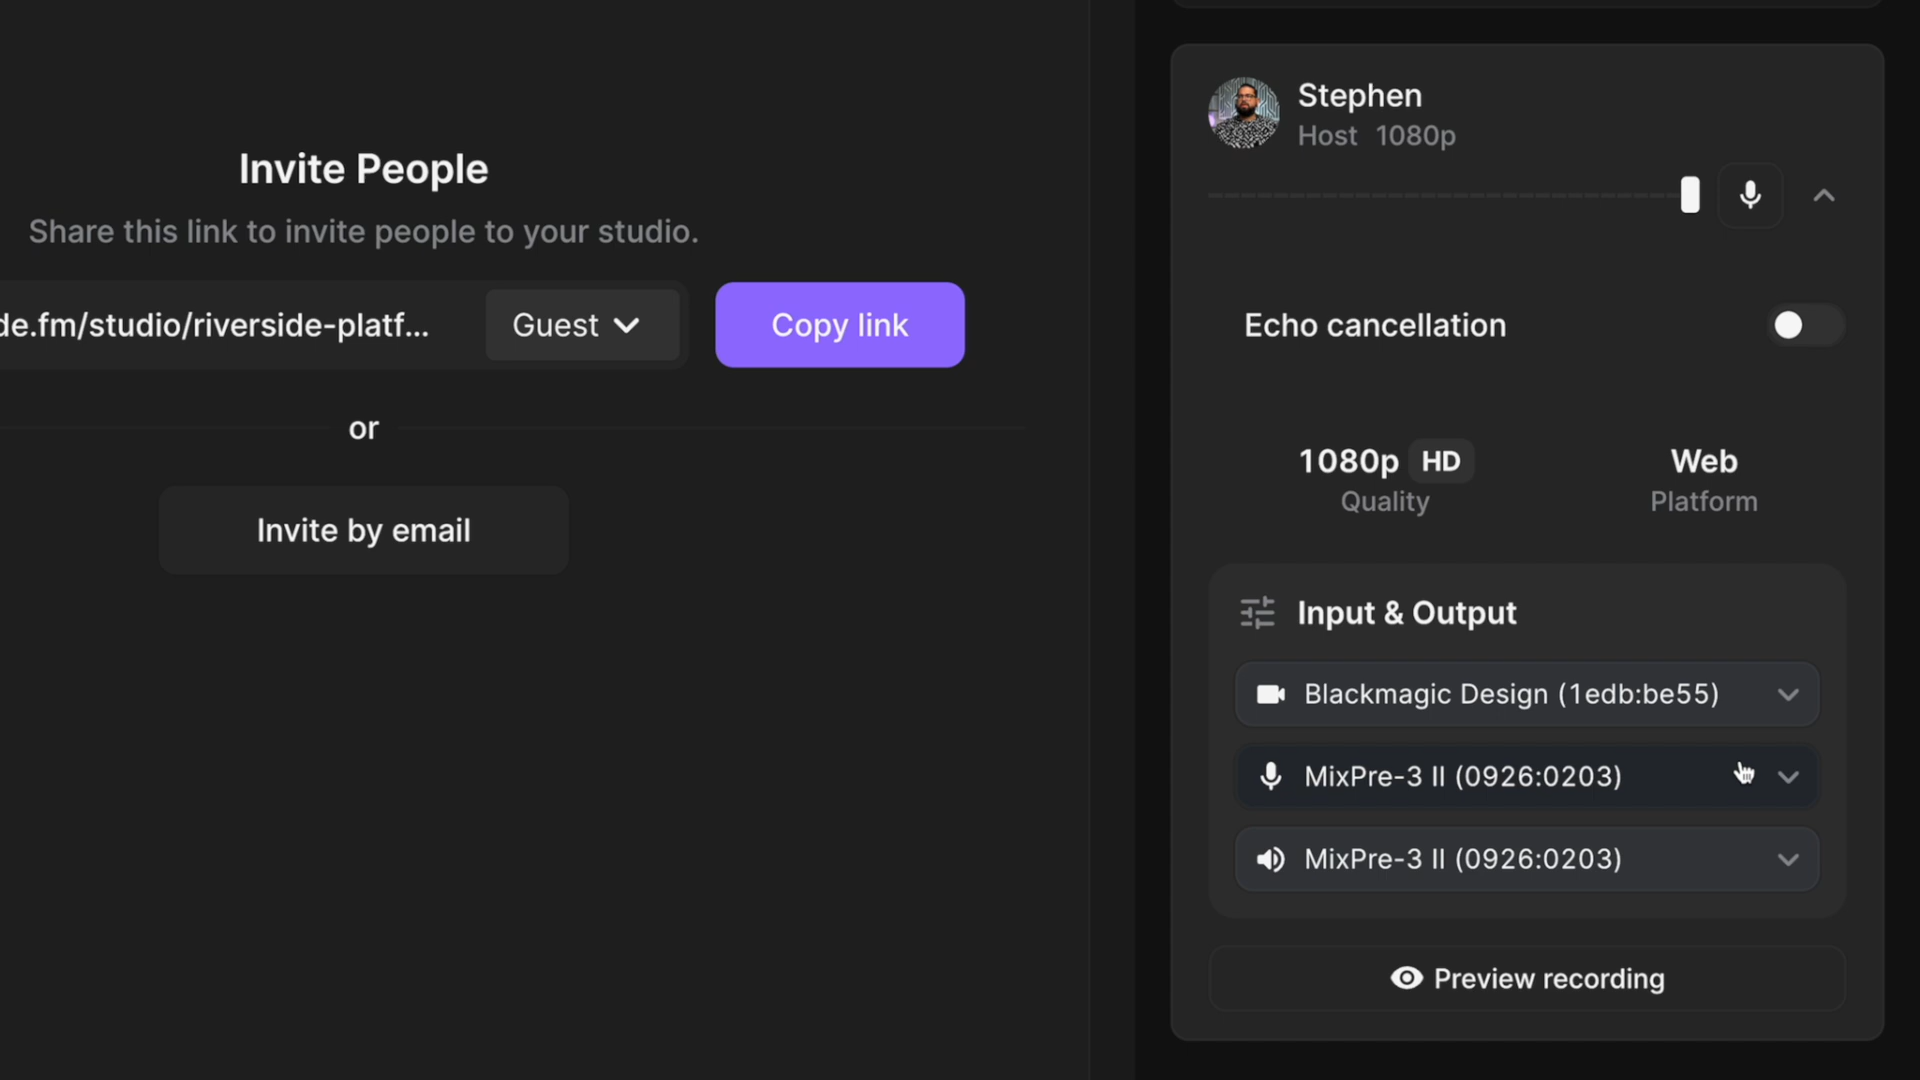 Invite People
Share this link to invite people to your studio.
de.fm/studio/riverside-platf...
Guest
Copy link
or
Invite by email
Stephen
Host 1080p
Echo cancellation
1080p HD
Quality
Web
Platform
Input & Output
Blackmagic Design (1edb:be55)
MixPre-3 II (0926:0203)
MixPre-3 II (0926:0203)
Preview recording